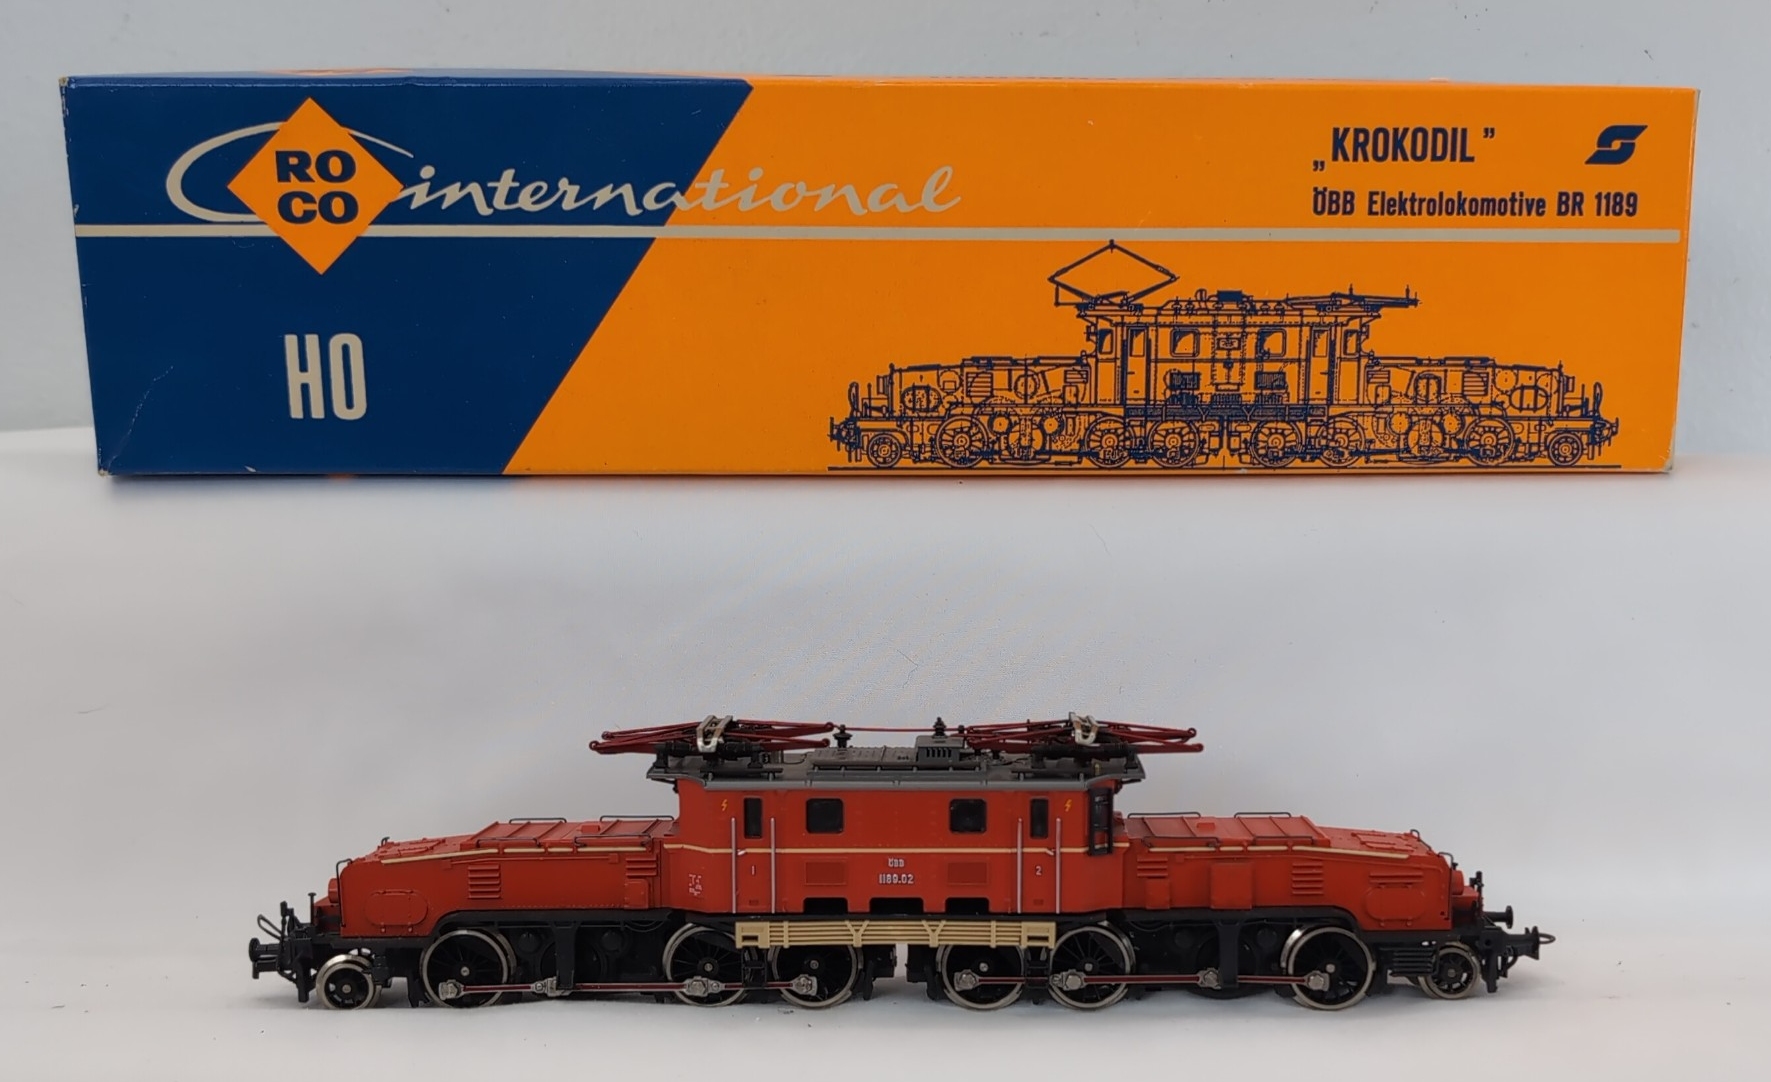 RO
CO
international
HO
„KROKODIL”
ÖBB Elektrolokomotive BR 1189
ÖBB
1189.02
1
2